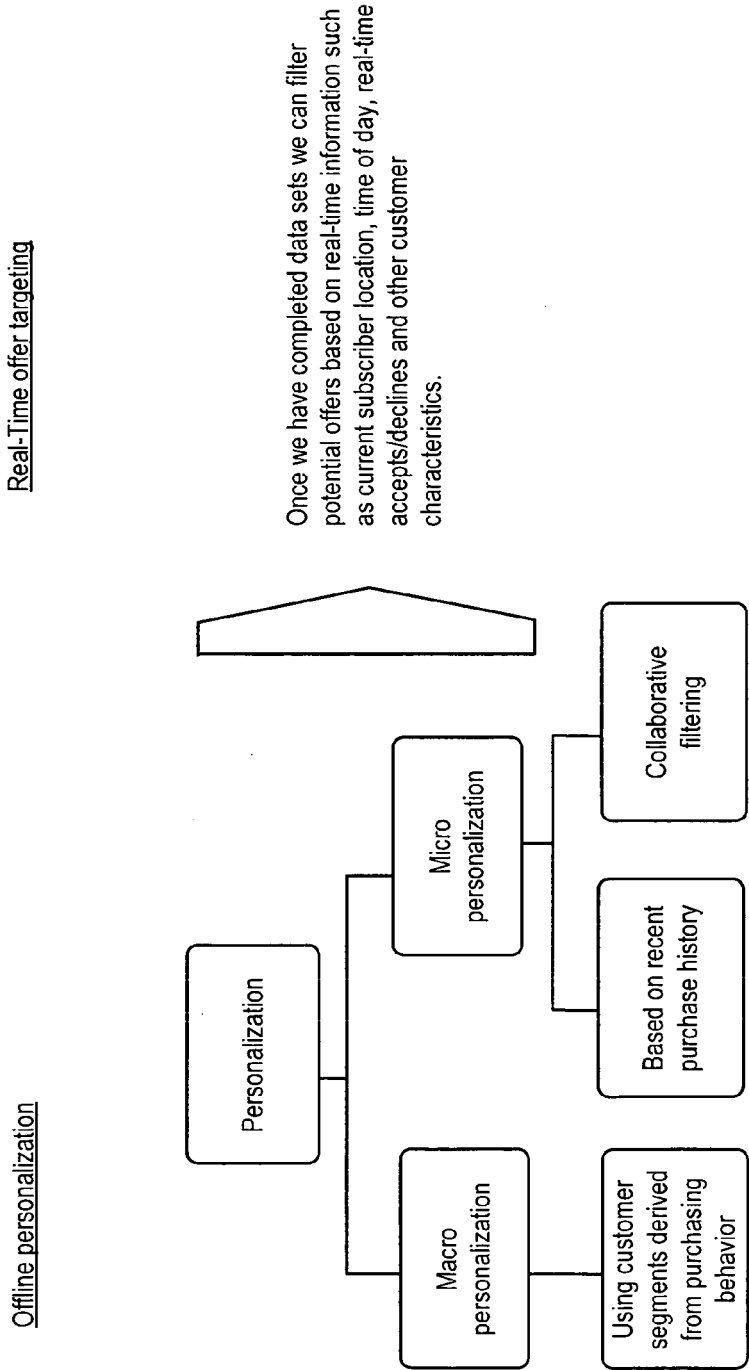 Offline personalization
Real-Time offer targeting
Personalization
Macro
personalization
Micro
personalization
Using customer
segments derived
from purchasing
behavior
Based on recent
purchase history
Collaborative
filtering
Once we have completed data sets we can filter
potential offers based on real-time information such
as current subscriber location, time of day, real-time
accepts/declines and other customer
characteristics.